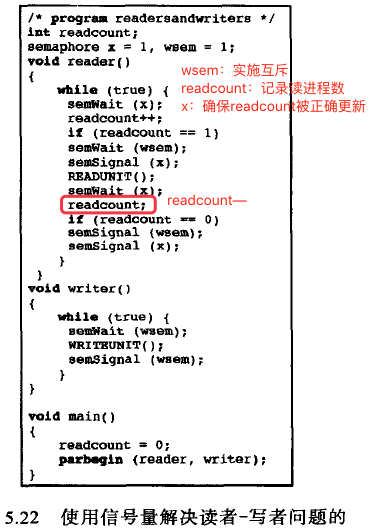 /* program readersandwriters */
int readcount;
semaphore x = 1, wsem = 1;
void reader()
{
while (true) {
semWait (x);
readcount++;
if (readcount == 1)
semWait (wsem);
semSignal (x);
READUNIT();
semWait (x);
readcount;
if (readcount == 0)
semSignal (wsem);
semSignal (x);
}
}
void writer()
{
while (true) {
semWait (wsem);
WRITEUNIT();
semSignal (wsem);
}
}
void main()
{
readcount = 0;
parbegin (reader, writer);
}
wsem：实施互斥
readcount：记录读进程数
x：确保readcount被正确更新
readcount—
5.22 使用信号量解决读者-写者问题的